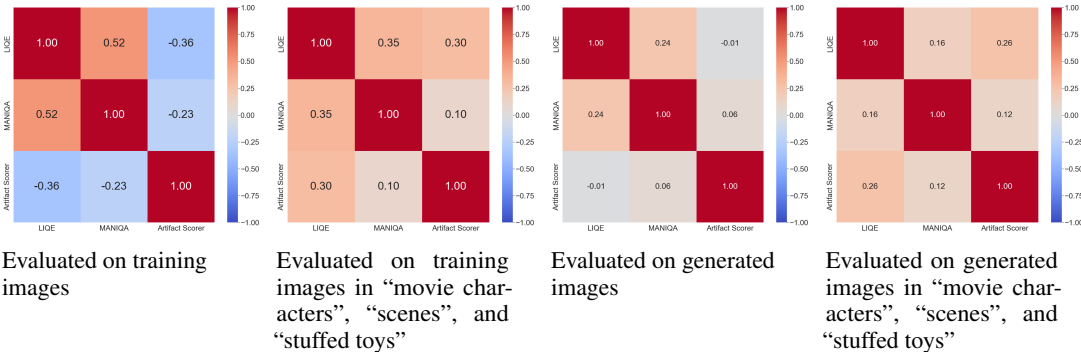 LIQE
MANIQA
Artifact Scorer
1.00 0.52 -0.36
0.52 1.00 -0.23
-0.36 -0.23 1.00
LIQE MANIQA Artifact Scorer
1.00
0.75
0.50
0.25
0.00
−0.25
−0.50
−0.75
−1.00
Evaluated on training
images
LIQE
MANIQA
Artifact Scorer
1.00 0.35 0.30
0.35 1.00 0.10
0.30 0.10 1.00
LIQE MANIQA Artifact Scorer
1.00
0.75
0.50
0.25
0.00
−0.25
−0.50
−0.75
−1.00
Evaluated on training
images in “movie char-
acters”, “scenes”, and
“stuffed toys”
LIQE
MANIQA
Artifact Scorer
1.00 0.24 -0.01
0.24 1.00 0.06
-0.01 0.06 1.00
LIQE MANIQA Artifact Scorer
1.00
0.75
0.50
0.25
0.00
−0.25
−0.50
−0.75
−1.00
Evaluated on generated
images
LIQE
MANIQA
Artifact Scorer
1.00 0.16 0.26
0.16 1.00 0.12
0.26 0.12 1.00
LIQE MANIQA Artifact Scorer
1.00
0.75
0.50
0.25
0.00
−0.25
−0.50
−0.75
−1.00
Evaluated on generated
images in “movie char-
acters”, “scenes”, and
“stuffed toys”